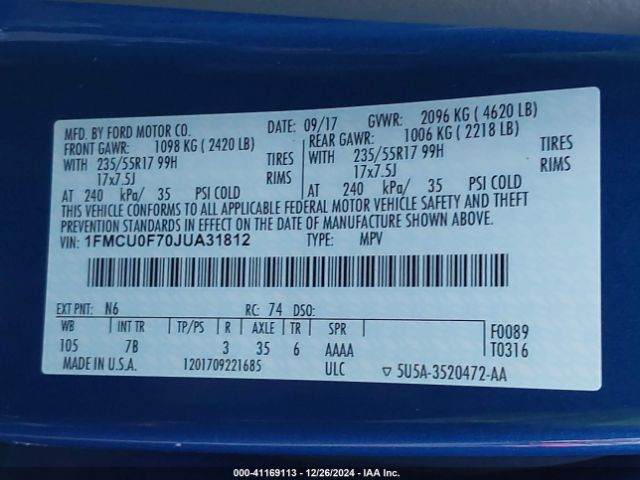 MFD. BY FORD MOTOR CO. DATE: 09/17 GVWR: 2096 KG ( 4620 LB)
FRONT GAWR: 1098 KG ( 2420 LB) REAR GAWR: 1006 KG ( 2218 LB)
WITH 235/55R17 99H TIRES WITH 235/55R17 99H TIRES
17x7.5J RIMS 17x7.5J RIMS
AT 240 kPa/ 35 PSI COLD AT 240 kPa/ 35 PSI COLD
THIS VEHICLE CONFORMS TO ALL APPLICABLE FEDERAL MOTOR VEHICLE SAFETY AND THEFT
PREVENTION STANDARDS IN EFFECT ON THE DATE OF MANUFACTURE SHOWN ABOVE.
VIN: 1FMCU0F70JUA31812 TYPE: MPV
EXT PNT: N6 RC: 74 DSO:
WB INT TR TP/PS R AXLE TR SPR F0089
105 7B 3 35 6 AAAA T0316
MADE IN U.S.A. 1201709221685 ULC ▽ 5U5A-3520472-AA
000-41169113 - 12/26/2024 - IAA Inc.